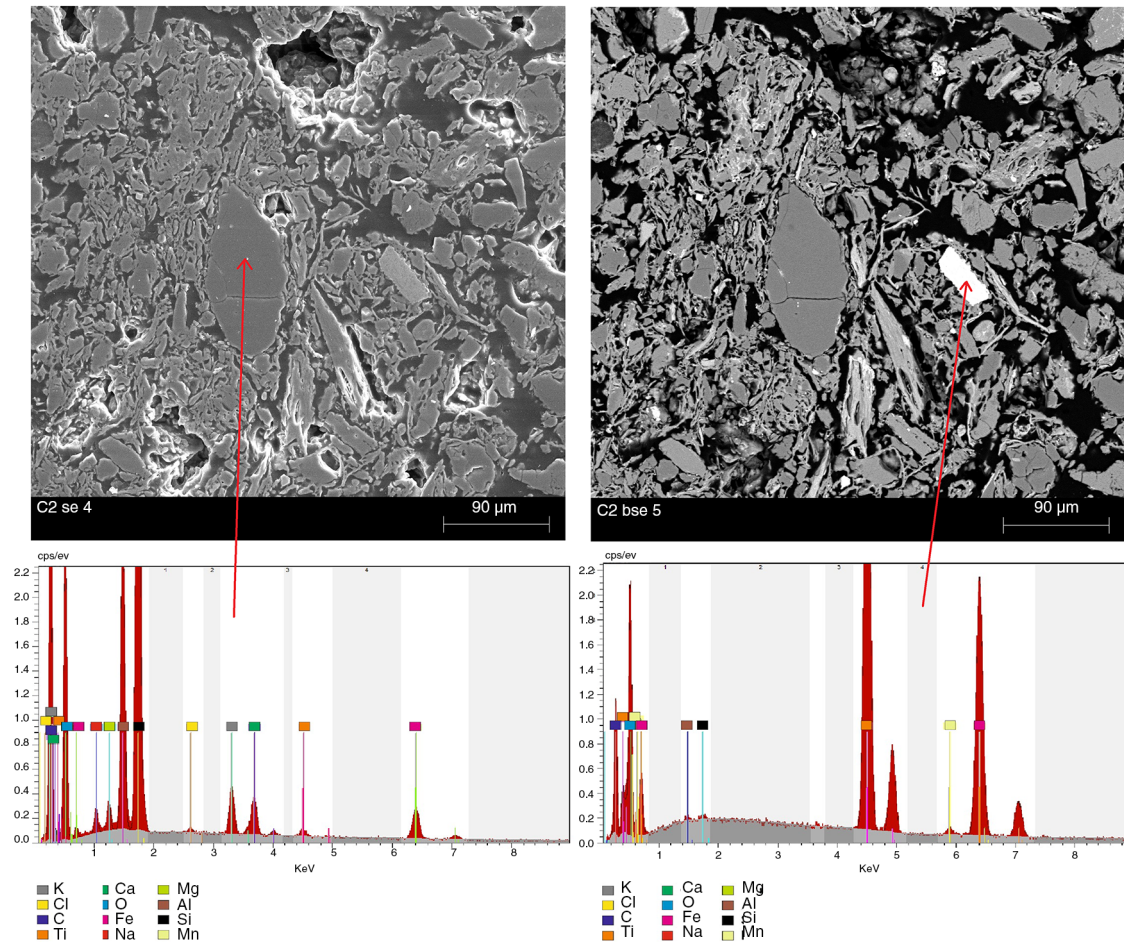 C2 se 4
90 µm
C2 bse 5
90 µm
cps/ev
2.2
2.0
1.8
1.6
1.4
1.2
1.0
0.8
0.6
0.4
0.2
0.0
1 2 3 4
1 2 3 4 5 6 7 8
KeV
cps/ev
2.2
2.0
1.8
1.6
1.4
1.2
1.0
0.8
0.6
0.4
0.2
0.0
1 2 3 4
1 2 3 4 5 6 7 8
KeV
K Ca Mg
Cl O Al
C Fe Si
Ti Na Mn
K Ca Mg
Cl O Al
C Fe Si
Ti Na Mn